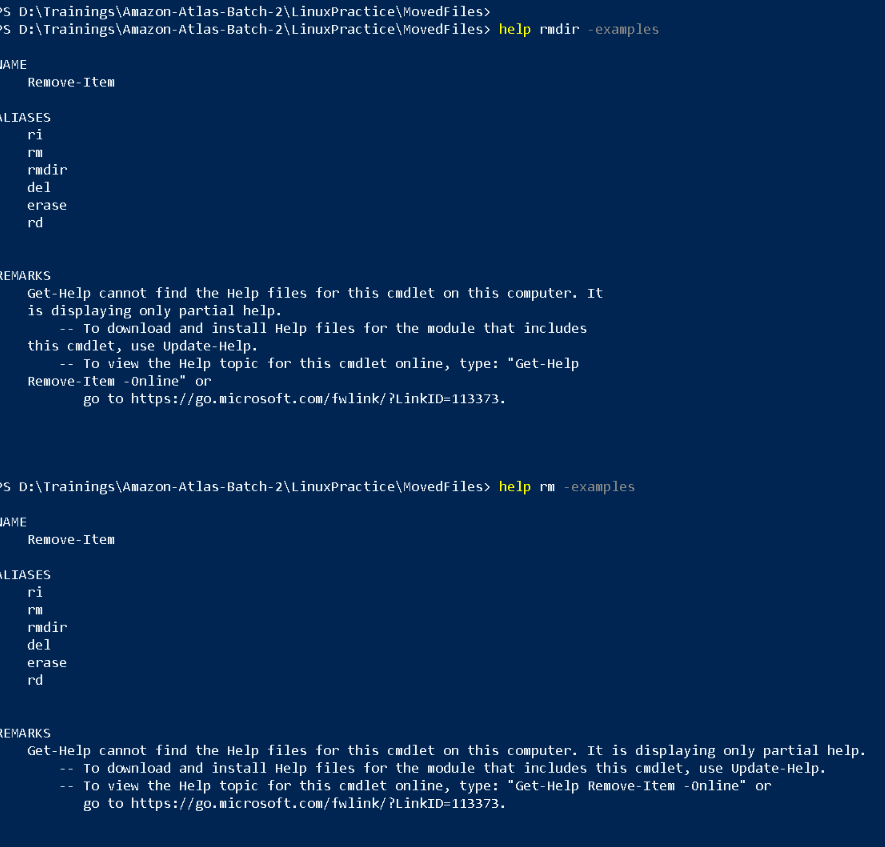 PS D:\Trainings\Amazon-Atlas-Batch-2\LinuxPractice\MovedFiles>
PS D:\Trainings\Amazon-Atlas-Batch-2\LinuxPractice\MovedFiles> help rmdir -examples
NAME
Remove-Item
ALIASES
ri
rm
rmdir
del
erase
rd
REMARKS
Get-Help cannot find the Help files for this cmdlet on this computer. It
is displaying only partial help.
-- To download and install Help files for the module that includes
this cmdlet, use Update-Help.
-- To view the Help topic for this cmdlet online, type: "Get-Help
Remove-Item -Online" or
go to https://go.microsoft.com/fwlink/?LinkID=113373.
PS D:\Trainings\Amazon-Atlas-Batch-2\LinuxPractice\MovedFiles> help rm -examples
NAME
Remove-Item
ALIASES
ri
rm
rmdir
del
erase
rd
REMARKS
Get-Help cannot find the Help files for this cmdlet on this computer. It is displaying only partial help.
-- To download and install Help files for the module that includes this cmdlet, use Update-Help.
-- To view the Help topic for this cmdlet online, type: "Get-Help Remove-Item -Online" or
go to https://go.microsoft.com/fwlink/?LinkID=113373.